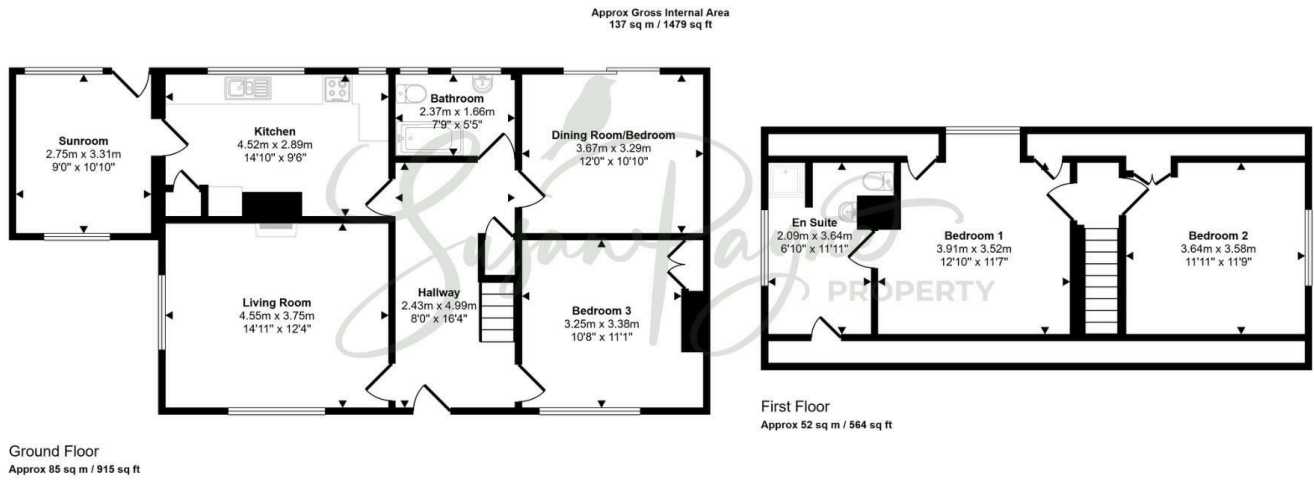 Approx Gross Internal Area
137 sq m / 1479 sq ft
Sunroom
2.75m x 3.31m
9'0" x 10'10"
Kitchen
4.52m x 2.89m
14'10" x 9'6"
Bathroom
2.37m x 1.66m
7'9" x 5'5"
Dining Room/Bedroom
3.67m x 3.29m
12'0" x 10'10"
Living Room
4.55m x 3.75m
14'11" x 12'4"
Hallway
2.43m x 4.99m
8'0" x 16'4"
Bedroom 3
3.25m x 3.38m
10'8" x 11'1"
Ground Floor
Approx 85 sq m / 915 sq ft
En Suite
2.09m x 3.64m
6'10" x 11'11"
Bedroom 1
3.91m x 3.52m
12'10" x 11'7"
Bedroom 2
3.64m x 3.58m
11'11" x 11'9"
First Floor
Approx 52 sq m / 564 sq ft
Susan Payne
PROPERTY